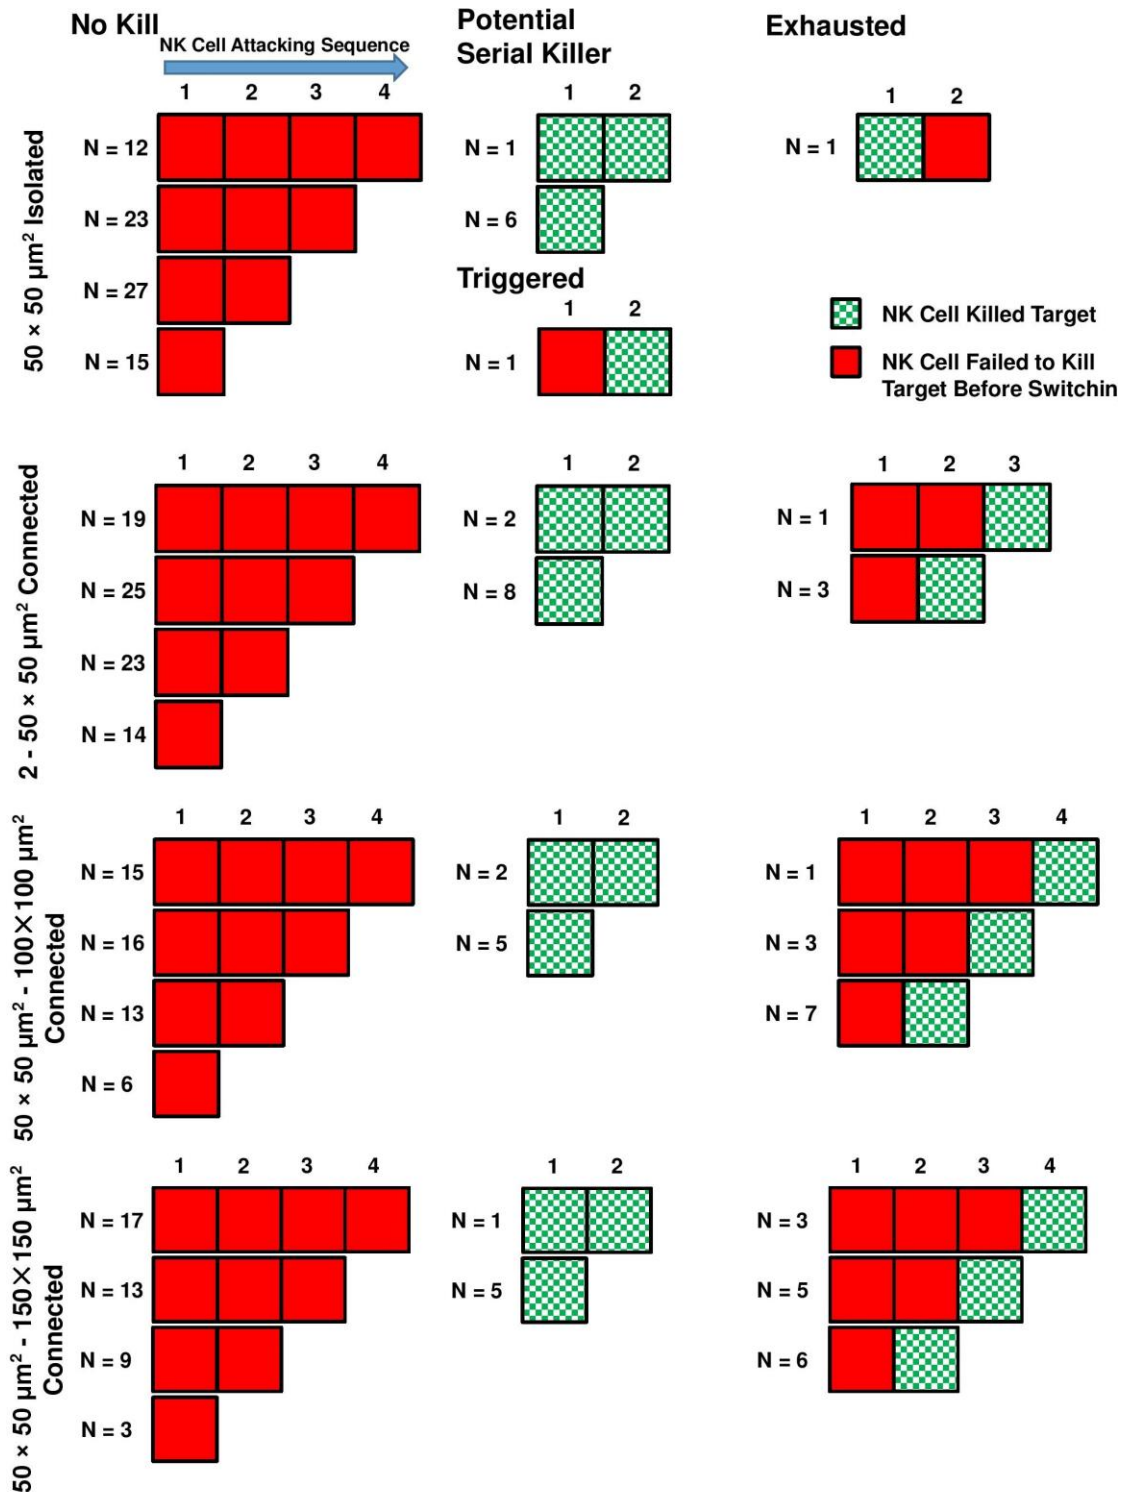 No Kill
NK Cell Attacking Sequence
1 2 3 4
Potential
Serial Killer
1 2
Exhausted
1 2
50 × 50 µm² Isolated
N = 12
N = 23
N = 27
N = 15
N = 1
N = 6
Triggered
1 2
N = 1
N = 1
NK Cell Killed Target
NK Cell Failed to Kill
Target Before Switchin
2 - 50 × 50 µm² Connected
1 2 3 4
N = 19
N = 25
N = 23
N = 14
1 2
N = 2
N = 8
1 2 3
N = 1
N = 3
50 × 50 µm² - 100×100 µm²
Connected
1 2 3 4
N = 15
N = 16
N = 13
N = 6
1 2
N = 2
N = 5
1 2 3 4
N = 1
N = 3
N = 7
50 × 50 µm² - 150×150 µm²
Connected
1 2 3 4
N = 17
N = 13
N = 9
N = 3
1 2
N = 1
N = 5
1 2 3 4
N = 3
N = 5
N = 6